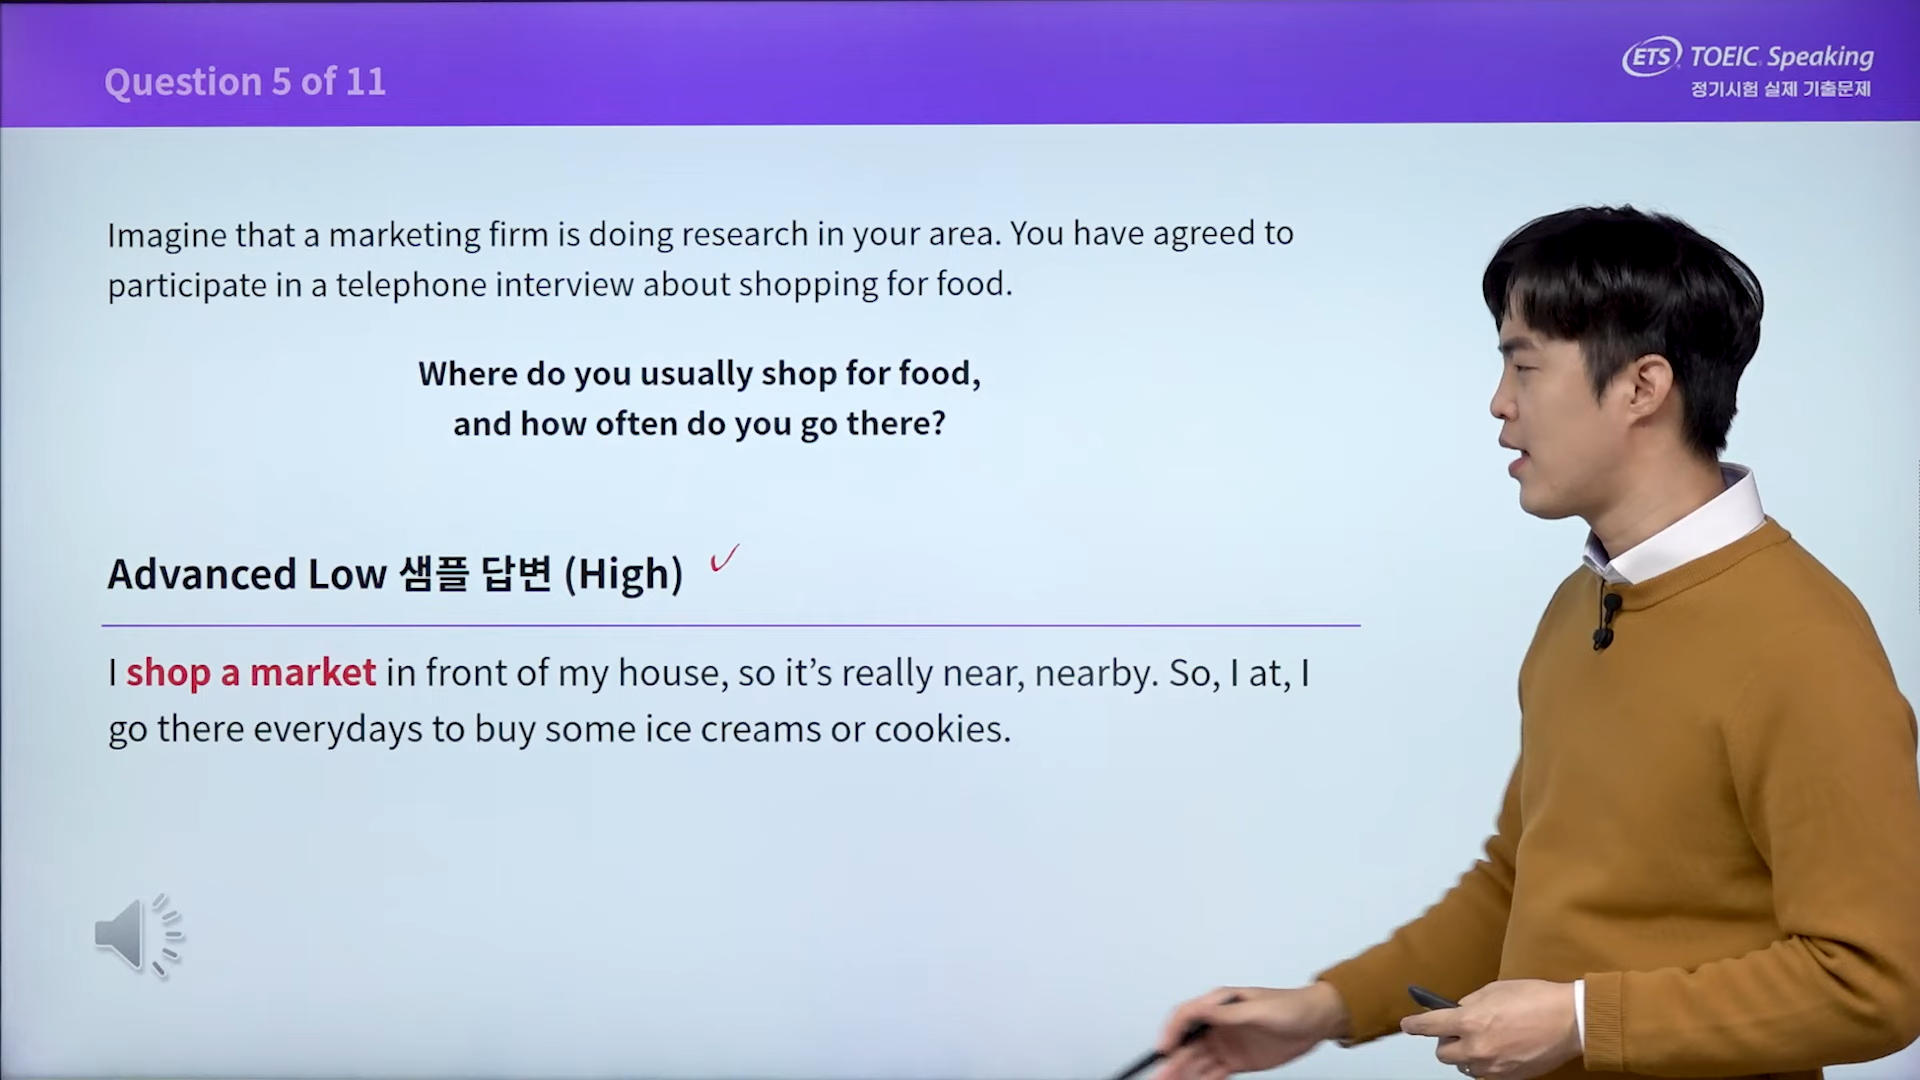 Question 5 of 11
ETS TOEIC Speaking
정기시험 실제 기출문제
Imagine that a marketing firm is doing research in your area. You have agreed to
participate in a telephone interview about shopping for food.
Where do you usually shop for food,
and how often do you go there?
Advanced Low 샘플 답변 (High)
I shop a market in front of my house, so it’s really near, nearby. So, I at, I
go there everydays to buy some ice creams or cookies.